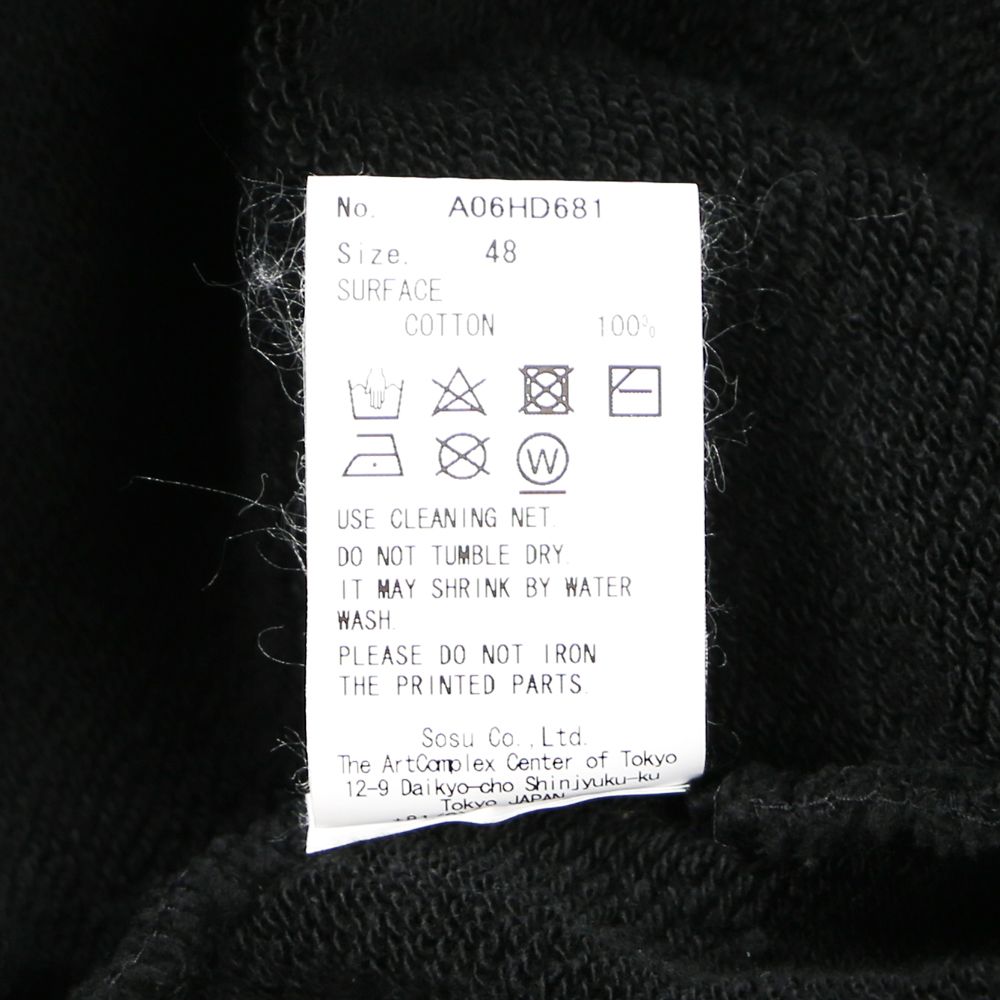 No. A06HD681
Size. 48
SURFACE
COTTON 100%
W
USE CLEANING NET.
DO NOT TUMBLE DRY.
IT MAY SHRINK BY WATER
WASH.
PLEASE DO NOT IRON
THE PRINTED PARTS.
Sosu Co.,Ltd.
The ArtComplex Center of Tokyo
12-9 Daikyo-cho Shinjyuku-ku
Tokyo JAPAN